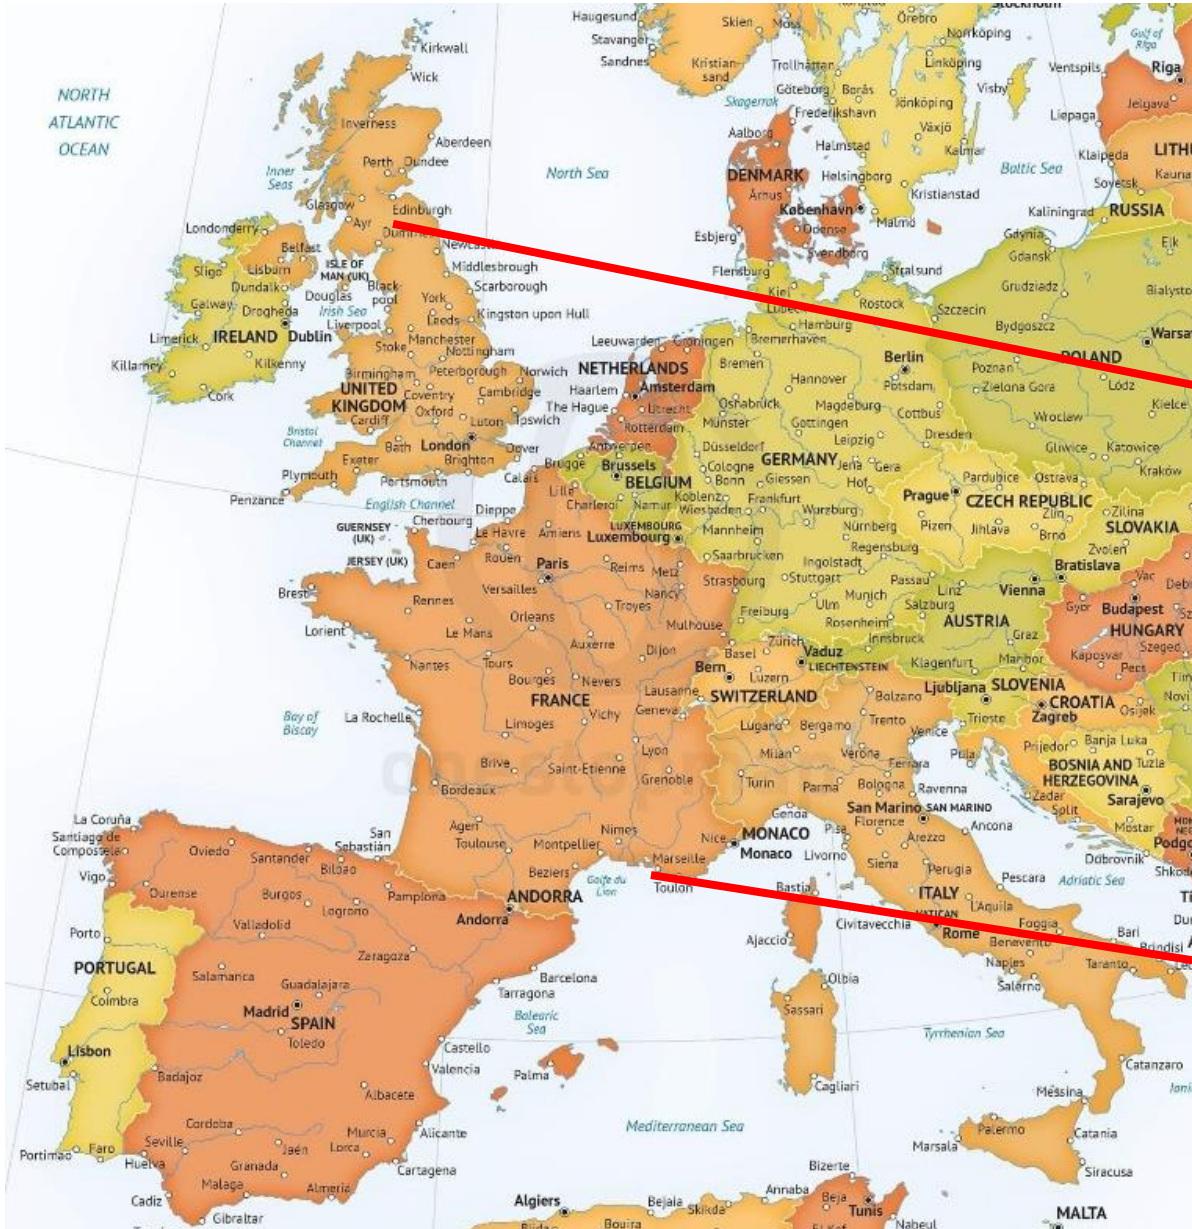 Haugesund
Skien
Moss
Örebro
Stavanger
Norrköping
Sandnes
Kristian-
sand
Trollhättan
Linköping
Gulf of
Riga
Kirkwall
Wick
Ventspils
Riga
Göteborg
Borås
Visby
Jönköping
Jelgava
Skagerrak
Frederikshavn
Liepaga
NORTH
ATLANTIC
OCEAN
Inverness
Aberdeen
Aalborg
Växjö
Halmstad
Kalmar
Klaipeda
LITHU
Kauna
Perth
Dundee
Inner
Seas
North Sea
DENMARK
Arhus
Helsingborg
Baltic Sea
Sovetsk
Kristianstad
Glasgow
Edinburgh
København
Malmö
Kaliningrad
RUSSIA
Ayr
Londonderry
Odense
Esbjerg
Svendborg
Gdynia
Gdansk
Elk
Belfast
Lisburn
ISLE OF
MAN (UK)
Middlesbrough
Flensburg
Stralsund
Sligo
Dundalk
Douglas
Black-
pool
Scarborough
Kiel
Rostock
Grudziadz
Bialysto
Galway
Drogheda
Irish Sea
York
Kingston upon Hull
Hamburg
Szczecin
Bydgoszcz
IRELAND
Dublin
Liverpool
Leeds
Limerick
Manchester
Leeuwarden
Groningen
Bremerhaven
Warsa
Stoke
Nottingham
NETHERLANDS
Bremen
Berlin
POLAND
Killarney
Kilkenny
Birmingham
Peterborough
Norwich
Haarlem
Amsterdam
Hannover
Potsdam
Poznan
Cork
UNITED
KINGDOM
Coventry
Cambridge
The Hague
Utrecht
Osnabruck
Magdeburg
Zielona Gora
Lódz
Oxford
Luton
Ipswich
Rotterdam
Munster
Gottingen
Cottbus
Wroclaw
Kielce
Bristol
Channel
Cardiff
Bath
London
Dover
Antwerpen
Düsseldorf
Leipzig
Dresden
Gliwice
Katowice
Exeter
Brighton
Brugge
Brussels
BELGIUM
Cologne
Bonn
GERMANY
Jena
Gera
Kraków
Plymouth
Portsmouth
Calais
Lille
Charleroi
Namur
Koblenz
Wiesbaden
Giessen
Frankfurt
Hof
Prague
Pardubice
Ostrava
CZECH REPUBLIC
Penzance
English Channel
Dieppe
Wurzburg
Zilina
GUERNSEY
(UK)
Cherbourg
Le Havre
Amiens
LUXEMBOURG
Luxembourg
Mannheim
Nürnberg
Pizen
Jihlava
Zlin
Brno
SLOVAKIA
Zvolen
JERSEY (UK)
Caen
Rouen
Paris
Reims
Metz
Saarbrucken
Regensburg
Bratislava
Ingolstadt
Brest
Versailles
Nancy
Strasbourg
Stuttgart
Passau
Linz
Vienna
Vac
Deb
Rennes
Orleans
Troyes
Freiburg
Ulm
Munich
Salzburg
Gyor
Budapest
Lorient
Le Mans
Auxerre
Mulhouse
Rosenheim
AUSTRIA
HUNGARY
Zürich
Innsbruck
Graz
Szeged
Nantes
Tours
Dijon
Basel
Bern
Vaduz
LIECHTENSTEIN
Klagenfurt
Maribor
Kaposvar
Pecs
Bourges
Nevers
Luzern
Lausanne
SWITZERLAND
Bolzano
Ljubljana
SLOVENIA
Bay of
Biscay
La Rochelle
FRANCE
Geneva
Lugano
Bergamo
Trento
Trieste
CROATIA
Zagreb
Osijek
Limoges
Vichy
Venice
Novi
Lyon
Milan
Verona
Pula
Prijedor
Banja Luka
Brive
Saint-Etienne
Ferrara
BOSNIA AND
HERZEGOVINA
Tuzla
Bordeaux
Grenoble
Turin
Parma
Bologna
Ravenna
Zadar
Sarajevo
Genoa
San Marino
SAN MARINO
Split
La Coruña
Agen
Nimes
Nice
MONACO
Monaco
Pisa
Florence
Ancona
Mostar
Santiago de
Compostela
Oviedo
San
Sebastián
Toulouse
Montpellier
Arezzo
Podgo
Santander
Bilbao
Marseille
Livorno
Siena
Perugia
Dobrovnik
Vigo
Beziers
Golfe du
Lion
Toulon
Shkod
Ourense
Burgos
Pamplona
ANDORRA
Andorra
Bastia
ITALY
Pescara
Adriatic Sea
Logrono
L'Aquila
Porto
Valladolid
Civitavecchia
VATICAN
Rome
Foggia
Bari
Zaragoza
Ajaccio
Benevento
Brindisi
PORTUGAL
Salamanca
Barcelona
Olbia
Naples
Taranto
Coimbra
Guadalajara
Tarragona
Salerno
Madrid
SPAIN
Balearic
Sea
Sassari
Toledo
Tyrrhenian Sea
Lisbon
Castello
Setubal
Badajoz
Valencia
Palma
Catanzaro
Albacete
Cagliari
Messina
Cordoba
Murcia
Alicante
Mediterranean Sea
Palermo
Catania
Portimao
Faro
Seville
Jaén
Lorca
Marsala
Huelva
Granada
Cartagena
Bizerte
Siracusa
Cadiz
Malaga
Almeria
Algiers
Bejaia
Skikda
Annaba
Beja
Tunis
MALTA
Gibraltar
Bouira
Nabeul
onestopm